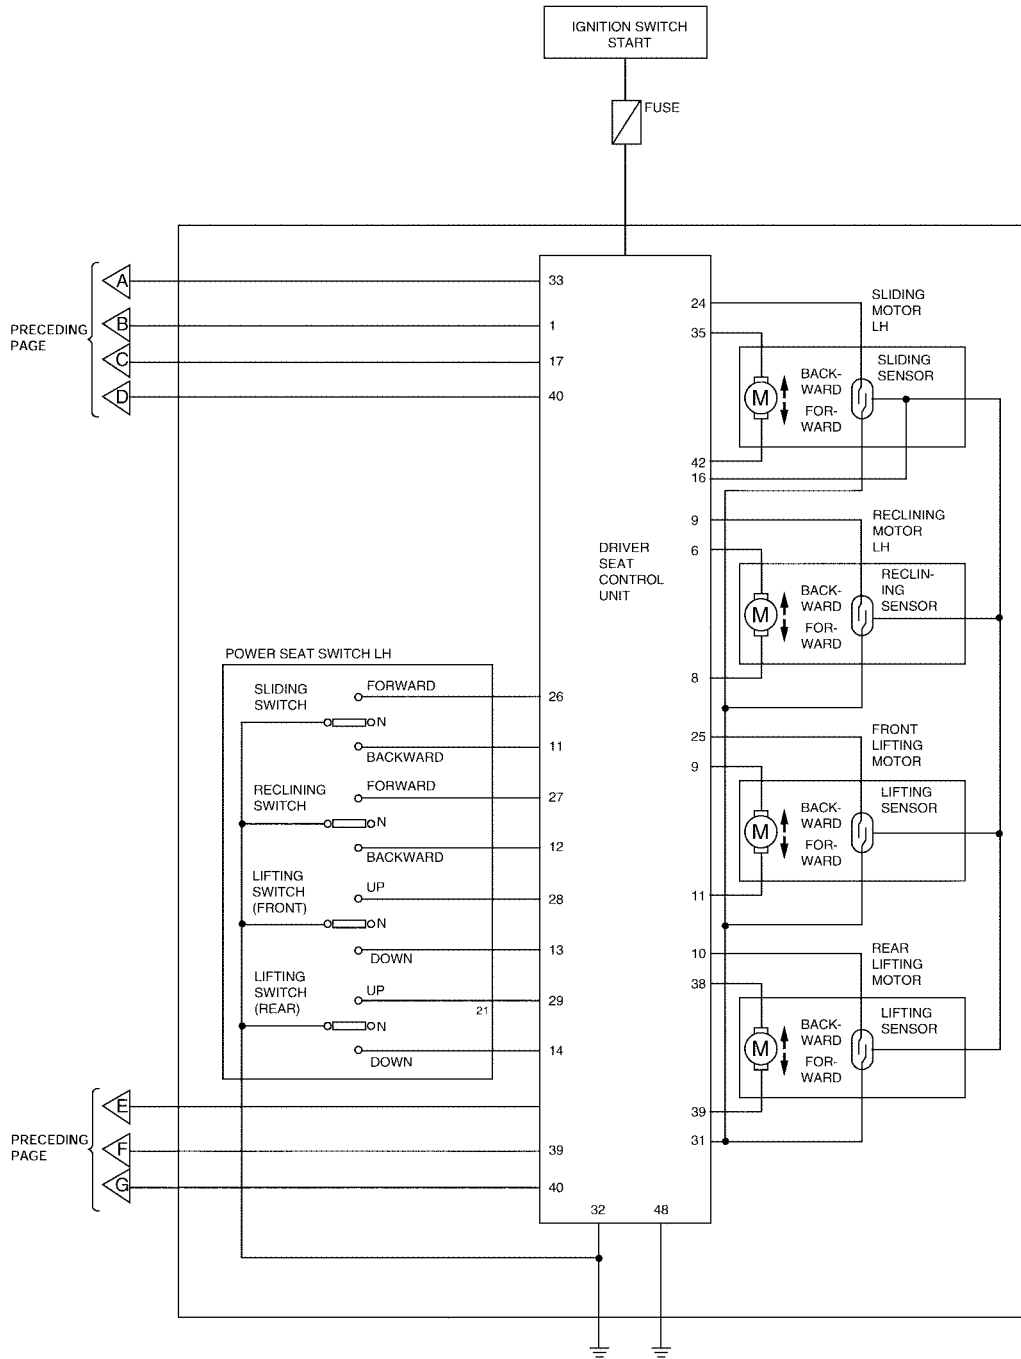 IGNITION SWITCH
START
FUSE
PRECEDING
PAGE
A
B
C
D
33
1
17
40
24
35
SLIDING
MOTOR
LH
SLIDING
SENSOR
M
BACK-
WARD
FOR-
WARD
42
16
DRIVER
SEAT
CONTROL
UNIT
9
6
RECLINING
MOTOR
LH
RECLIN-
ING
SENSOR
M
BACK-
WARD
FOR-
WARD
8
POWER SEAT SWITCH LH
SLIDING
SWITCH
FORWARD
N
BACKWARD
26
11
RECLINING
SWITCH
FORWARD
N
BACKWARD
27
12
LIFTING
SWITCH
(FRONT)
UP
N
DOWN
28
13
LIFTING
SWITCH
(REAR)
UP
N
DOWN
21
29
14
25
9
FRONT
LIFTING
MOTOR
LIFTING
SENSOR
M
BACK-
WARD
FOR-
WARD
11
10
38
REAR
LIFTING
MOTOR
LIFTING
SENSOR
M
BACK-
WARD
FOR-
WARD
39
31
PRECEDING
PAGE
E
F
G
39
40
32
48